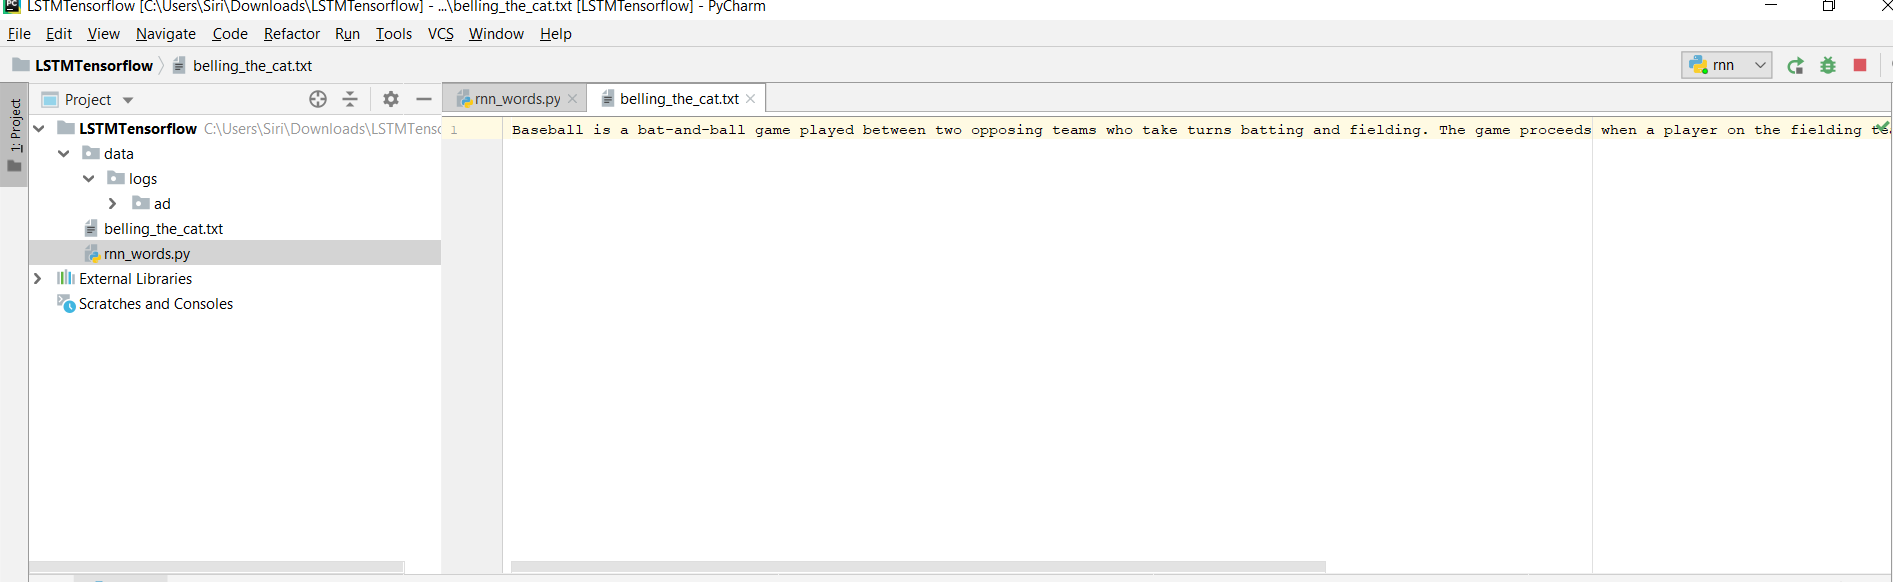 LSTMTensorflow [C:\Users\Siri\Downloads\LSTMTensorflow] - ...\belling_the_cat.txt [LSTMTensorflow] - PyCharm
File Edit View Navigate Code Refactor Run Tools VCS Window Help
LSTMTensorflow belling_the_cat.txt rnn
1: Project
Project
LSTMTensorflow C:\Users\Siri\Downloads\LSTMTens
data
logs
ad
belling_the_cat.txt
rnn_words.py
External Libraries
Scratches and Consoles
rnn_words.py belling_the_cat.txt
1 Baseball is a bat-and-ball game played between two opposing teams who take turns batting and fielding. The game proceeds when a player on the fielding